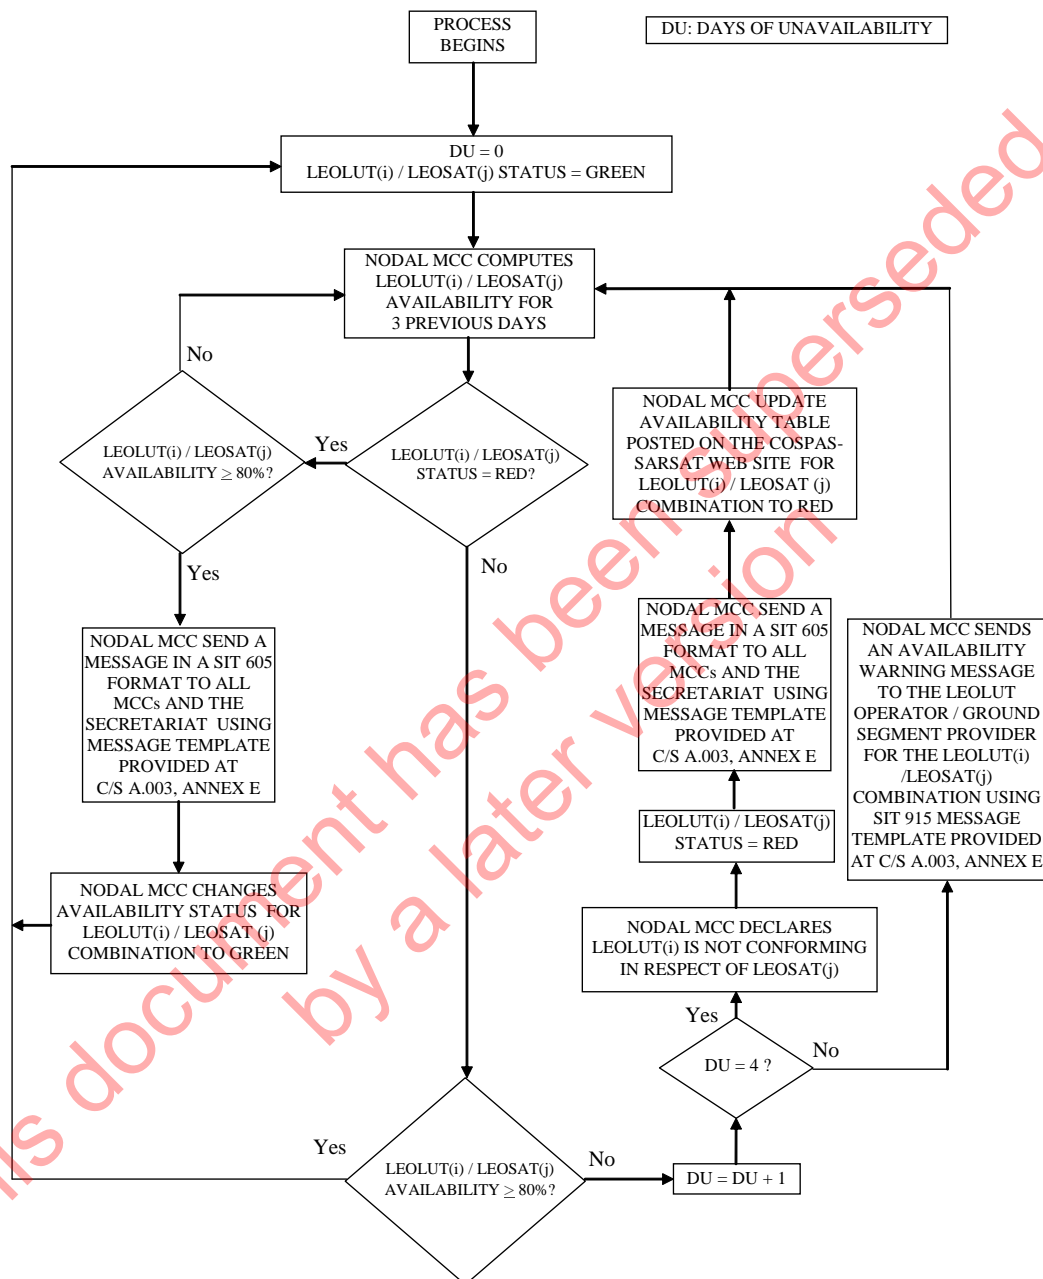 PROCESS
BEGINS
DU: DAYS OF UNAVAILABILITY
DU = 0
LEOLUT(i) / LEOSAT(j) STATUS = GREEN
NODAL MCC COMPUTES
LEOLUT(i) / LEOSAT(j)
AVAILABILITY FOR
3 PREVIOUS DAYS
No
LEOLUT(i) / LEOSAT(j)
AVAILABILITY ≥ 80%?
Yes
LEOLUT(i) / LEOSAT(j)
STATUS = RED?
NODAL MCC UPDATE
AVAILABILITY TABLE
POSTED ON THE COSPAS-
SARSAT WEB SITE FOR
LEOLUT(i) / LEOSAT (j)
COMBINATION TO RED
Yes
No
NODAL MCC SEND A
MESSAGE IN A SIT 605
FORMAT TO ALL
MCCs AND THE
SECRETARIAT USING
MESSAGE TEMPLATE
PROVIDED AT
C/S A.003, ANNEX E
NODAL MCC SEND A
MESSAGE IN A SIT 605
FORMAT TO ALL
MCCs AND THE
SECRETARIAT USING
MESSAGE TEMPLATE
PROVIDED AT
C/S A.003, ANNEX E
NODAL MCC SENDS
AN AVAILABILITY
WARNING MESSAGE
TO THE LEOLUT
OPERATOR / GROUND
SEGMENT PROVIDER
FOR THE LEOLUT(i)
/LEOSAT(j)
COMBINATION USING
SIT 915 MESSAGE
TEMPLATE PROVIDED
AT C/S A.003, ANNEX E
LEOLUT(i) / LEOSAT(j)
STATUS = RED
NODAL MCC CHANGES
AVAILABILITY STATUS FOR
LEOLUT(i) / LEOSAT (j)
COMBINATION TO GREEN
NODAL MCC DECLARES
LEOLUT(i) IS NOT CONFORMING
IN RESPECT OF LEOSAT(j)
Yes
DU = 4 ?
No
Yes
LEOLUT(i) / LEOSAT(j)
AVAILABILITY ≥ 80%?
No
DU = DU + 1
is document has been superseded
by a later version